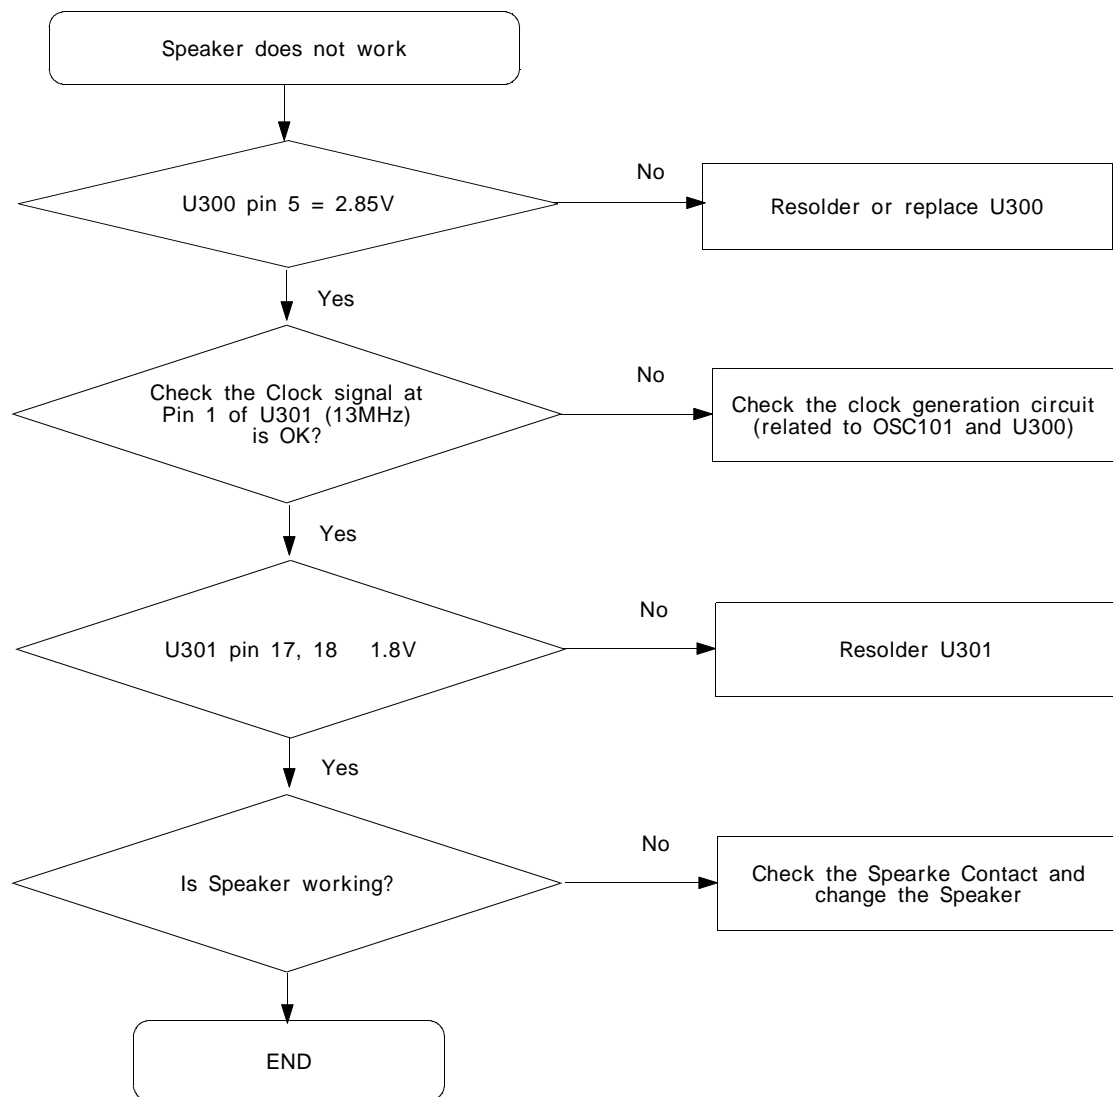 Speaker does not work
U300 pin 5 = 2.85V
No
Resolder or replace U300
Yes
Check the Clock signal at
Pin 1 of U301 (13MHz)
is OK?
No
Check the clock generation circuit
(related to OSC101 and U300)
Yes
U301 pin 17, 18 1.8V
No
Resolder U301
Yes
Is Speaker working?
No
Check the Spearke Contact and
change the Speaker
END